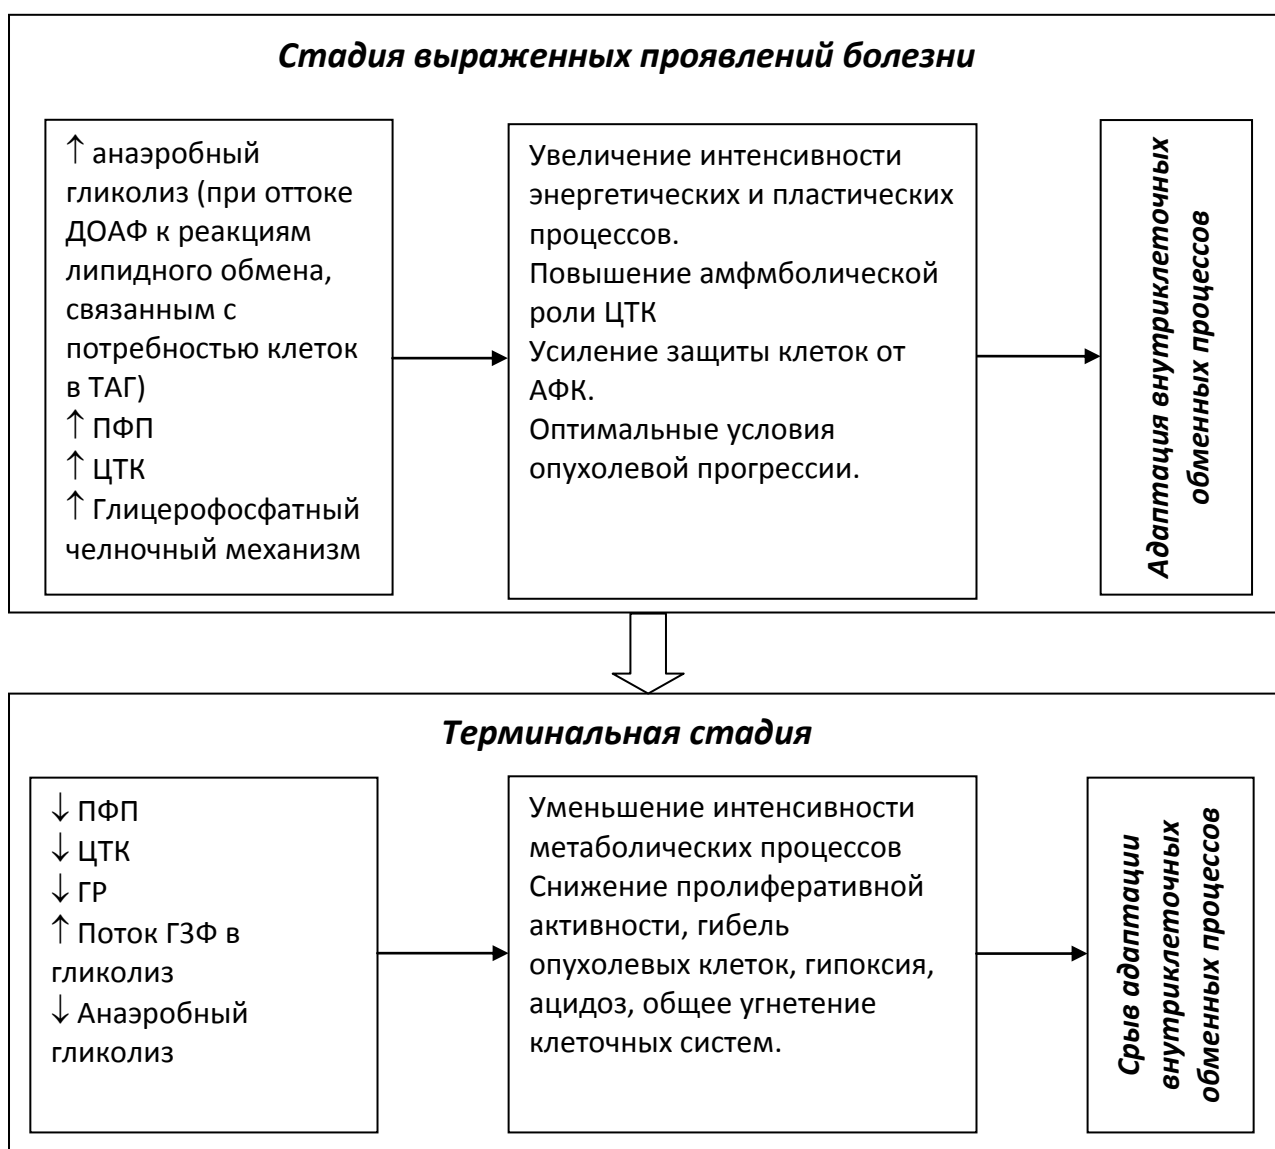 Стадия выраженных проявлений болезни
↑ анаэробный
гликолиз (при оттоке
ДОАФ к реакциям
липидного обмена,
связанным с
потребностью клеток
в ТАГ)
↑ ПФП
↑ ЦТК
↑ Глицерофосфатный
челночный механизм
Увеличение интенсивности
энергетических и пластических
процессов.
Повышение амфмболической
роли ЦТК
Усиление защиты клеток от
АФК.
Оптимальные условия
опухолевой прогрессии.
Адаптация внутриклеточных
обменных процессов
Терминальная стадия
↓ ПФП
↓ ЦТК
↓ ГР
↑ Поток Г3Ф в
гликолиз
↓ Анаэробный
гликолиз
Уменьшение интенсивности
метаболических процессов
Снижение пролиферативной
активности, гибель
опухолевых клеток, гипоксия,
ацидоз, общее угнетение
клеточных систем.
Срыв адаптации
внутриклеточных
обменных процессов